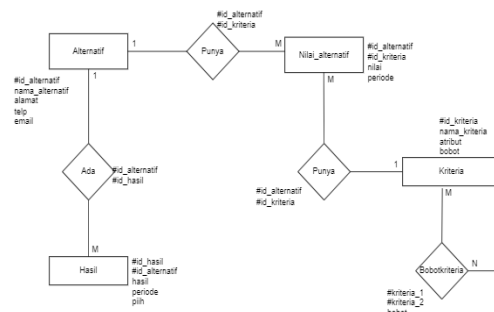 #id_alternatif
#id_kriteria
Alternatif
1
Punya
M
Nilai_alternatif
#id_alternatif
#id_kriteria
nilai
periode
#id_alternatif
nama_alternatif
alamat
telp
email
1
M
#id_kriteria
nama_kriteria
atribut
bobot
Ada
#id_alternatif
#id_hasil
Punya
1
Kriteria
#id_alternatif
#id_kriteria
M
M
Hasil
#id_hasil
#id_alternatif
hasil
periode
pilh
Bobotkriteria
N
#kriteria_1
#kriteria_2